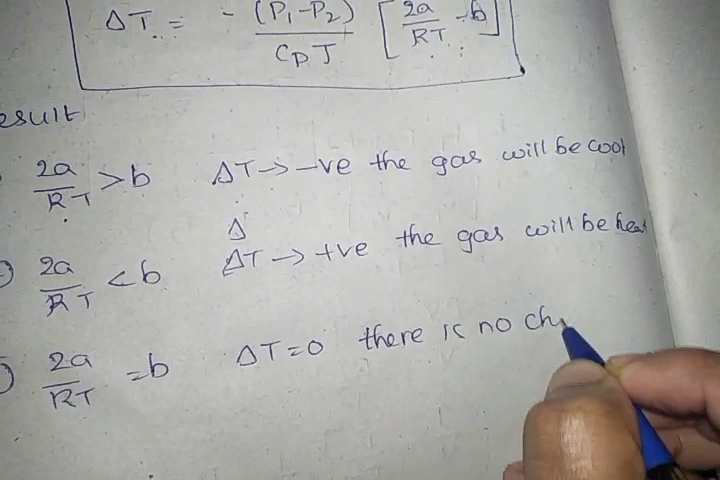 ΔT = - (P1-P2)/CpJ [2a/RT - b]
esult
2a/RT > b ΔT → -ve the gas will be cool
Δ
) 2a/RT < b ΔT → +ve the gas will be heat
) 2a/RT = b ΔT=0 there is no ch